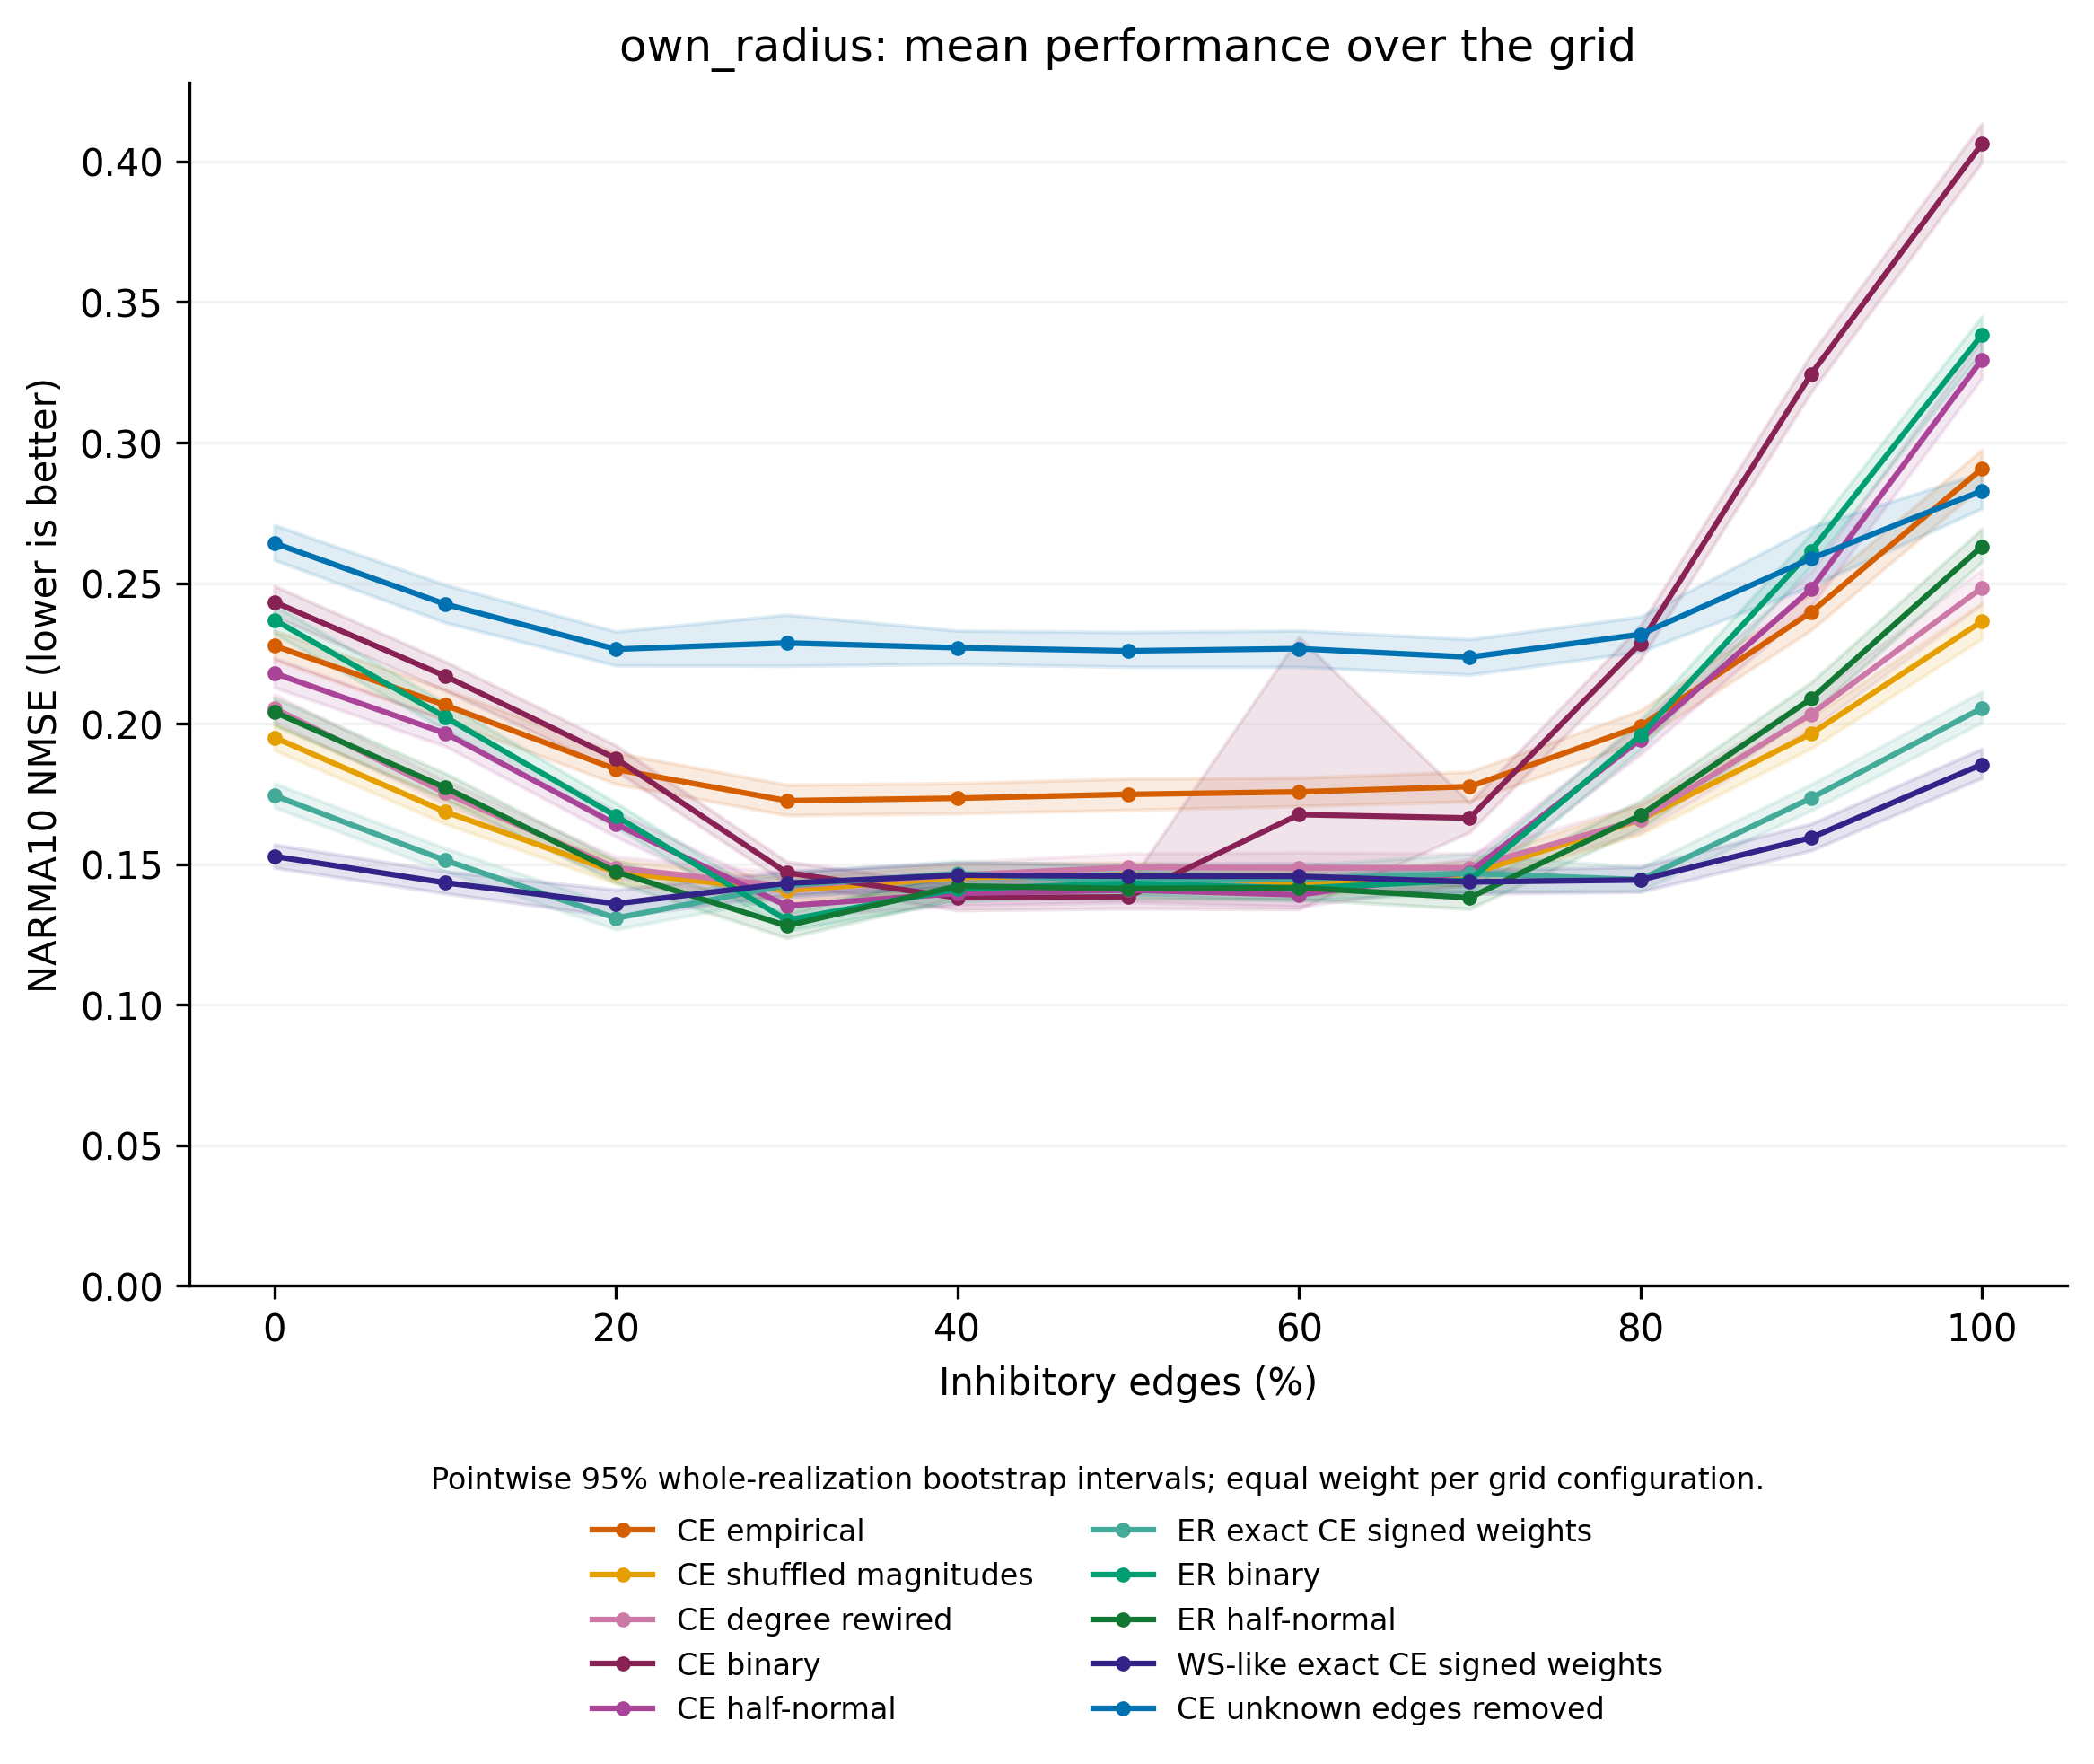 own_radius: mean performance over the grid
NARMA10 NMSE (lower is better)
0.40
0.35
0.30
0.25
0.20
0.15
0.10
0.05
0.00
0 20 40 60 80 100
Inhibitory edges (%)
Pointwise 95% whole-realization bootstrap intervals; equal weight per grid configuration.
CE empirical
CE shuffled magnitudes
CE degree rewired
CE binary
CE half-normal
ER exact CE signed weights
ER binary
ER half-normal
WS-like exact CE signed weights
CE unknown edges removed